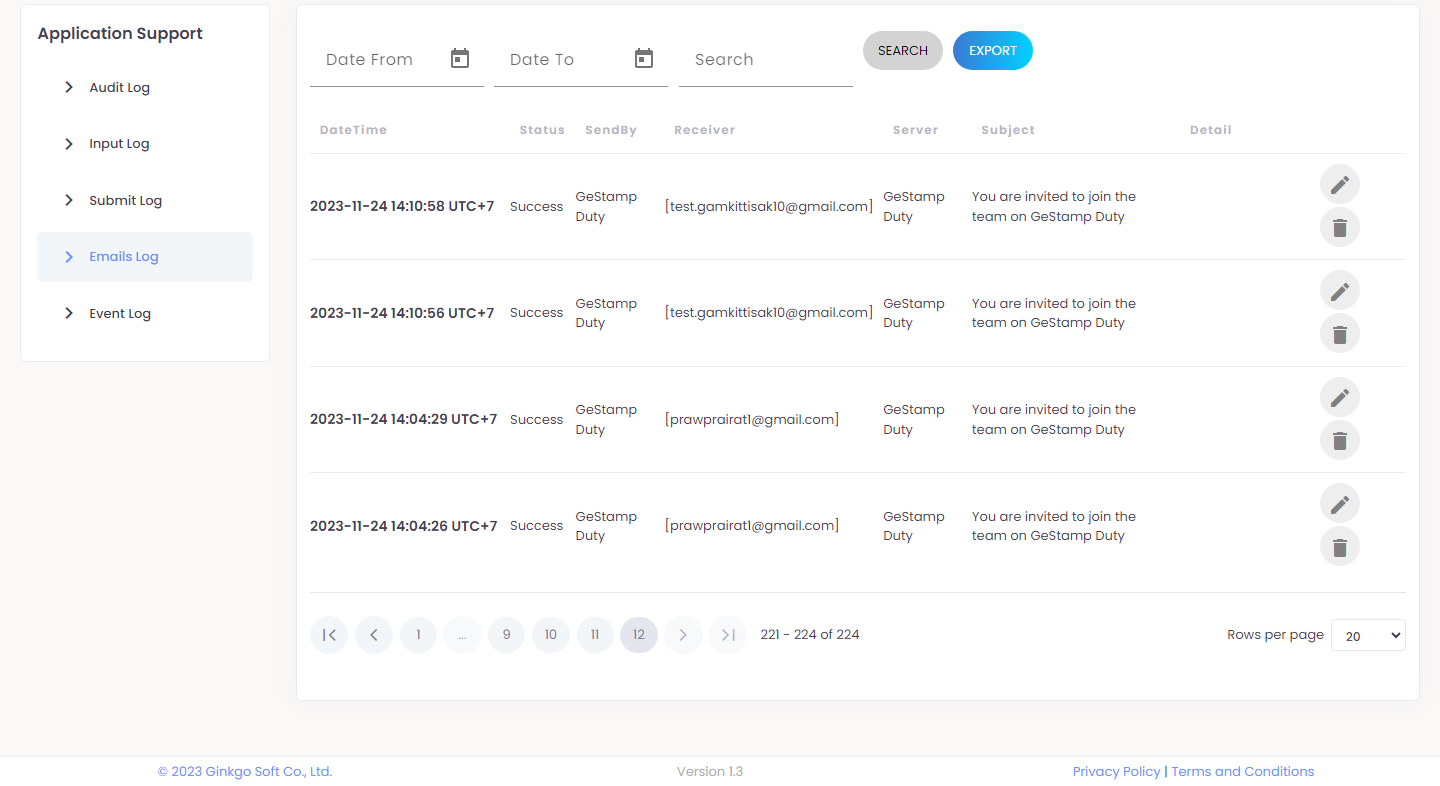 Application Support
Audit Log
Input Log
Submit Log
Emails Log
Event Log
Date From Date To Search SEARCH EXPORT
DateTime Status SendBy Receiver Server Subject Detail
2023-11-24 14:10:58 UTC+7 Success GeStamp Duty [test.gamkittisak10@gmail.com] GeStamp Duty You are invited to join the team on GeStamp Duty
2023-11-24 14:10:56 UTC+7 Success GeStamp Duty [test.gamkittisak10@gmail.com] GeStamp Duty You are invited to join the team on GeStamp Duty
2023-11-24 14:04:29 UTC+7 Success GeStamp Duty [prawprairat1@gmail.com] GeStamp Duty You are invited to join the team on GeStamp Duty
2023-11-24 14:04:26 UTC+7 Success GeStamp Duty [prawprairat1@gmail.com] GeStamp Duty You are invited to join the team on GeStamp Duty
1 ... 9 10 11 12 221 - 224 of 224 Rows per page 20
© 2023 Ginkgo Soft Co., Ltd. Version 1.3 Privacy Policy | Terms and Conditions